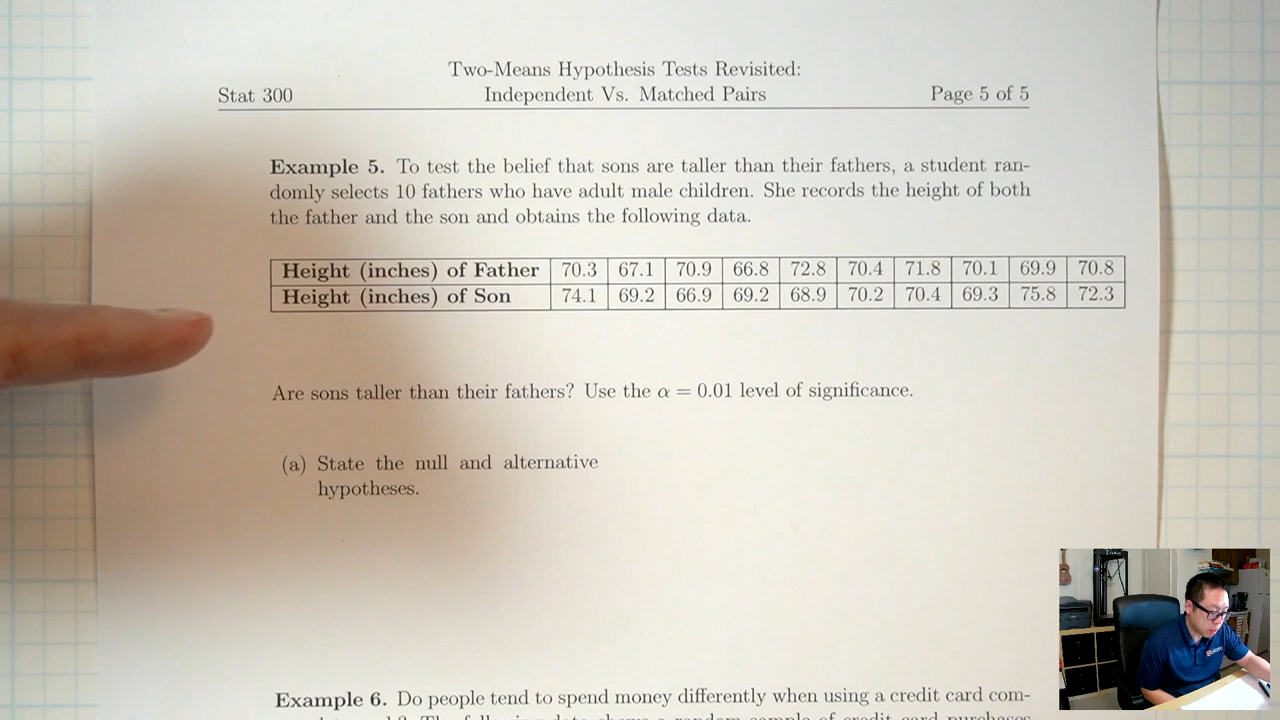 Two-Means Hypothesis Tests Revisited:
Stat 300 Independent Vs. Matched Pairs Page 5 of 5
Example 5. To test the belief that sons are taller than their fathers, a student ran-
domly selects 10 fathers who have adult male children. She records the height of both
the father and the son and obtains the following data.
Height (inches) of Father 70.3 67.1 70.9 66.8 72.8 70.4 71.8 70.1 69.9 70.8
Height (inches) of Son 74.1 69.2 66.9 69.2 68.9 70.2 70.4 69.3 75.8 72.3
Are sons taller than their fathers? Use the α = 0.01 level of significance.
(a) State the null and alternative
hypotheses.
Example 6. Do people tend to spend money differently when using a credit card com-